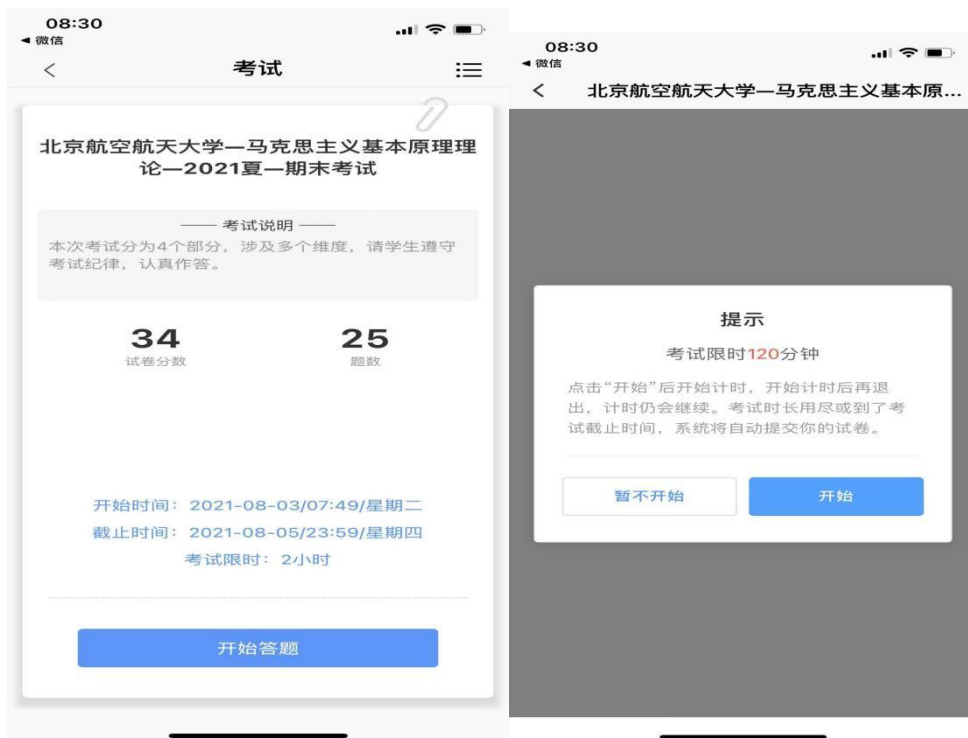 08:30
◀ 微信
考试
北京航空航天大学—马克思主义基本原理理
论—2021夏—期末考试
—— 考试说明 ——
本次考试分为4个部分，涉及多个维度，请学生遵守
考试纪律，认真作答。
34
试卷分数
25
题数
开始时间：2021-08-03/07:49/星期二
截止时间：2021-08-05/23:59/星期四
考试限时：2小时
开始答题
08:30
◀ 微信
北京航空航天大学—马克思主义基本原...
提示
考试限时120分钟
点击“开始”后开始计时，开始计时后再退
出，计时仍会继续。考试时长用尽或到了考
试截止时间，系统将自动提交你的试卷。
暂不开始
开始